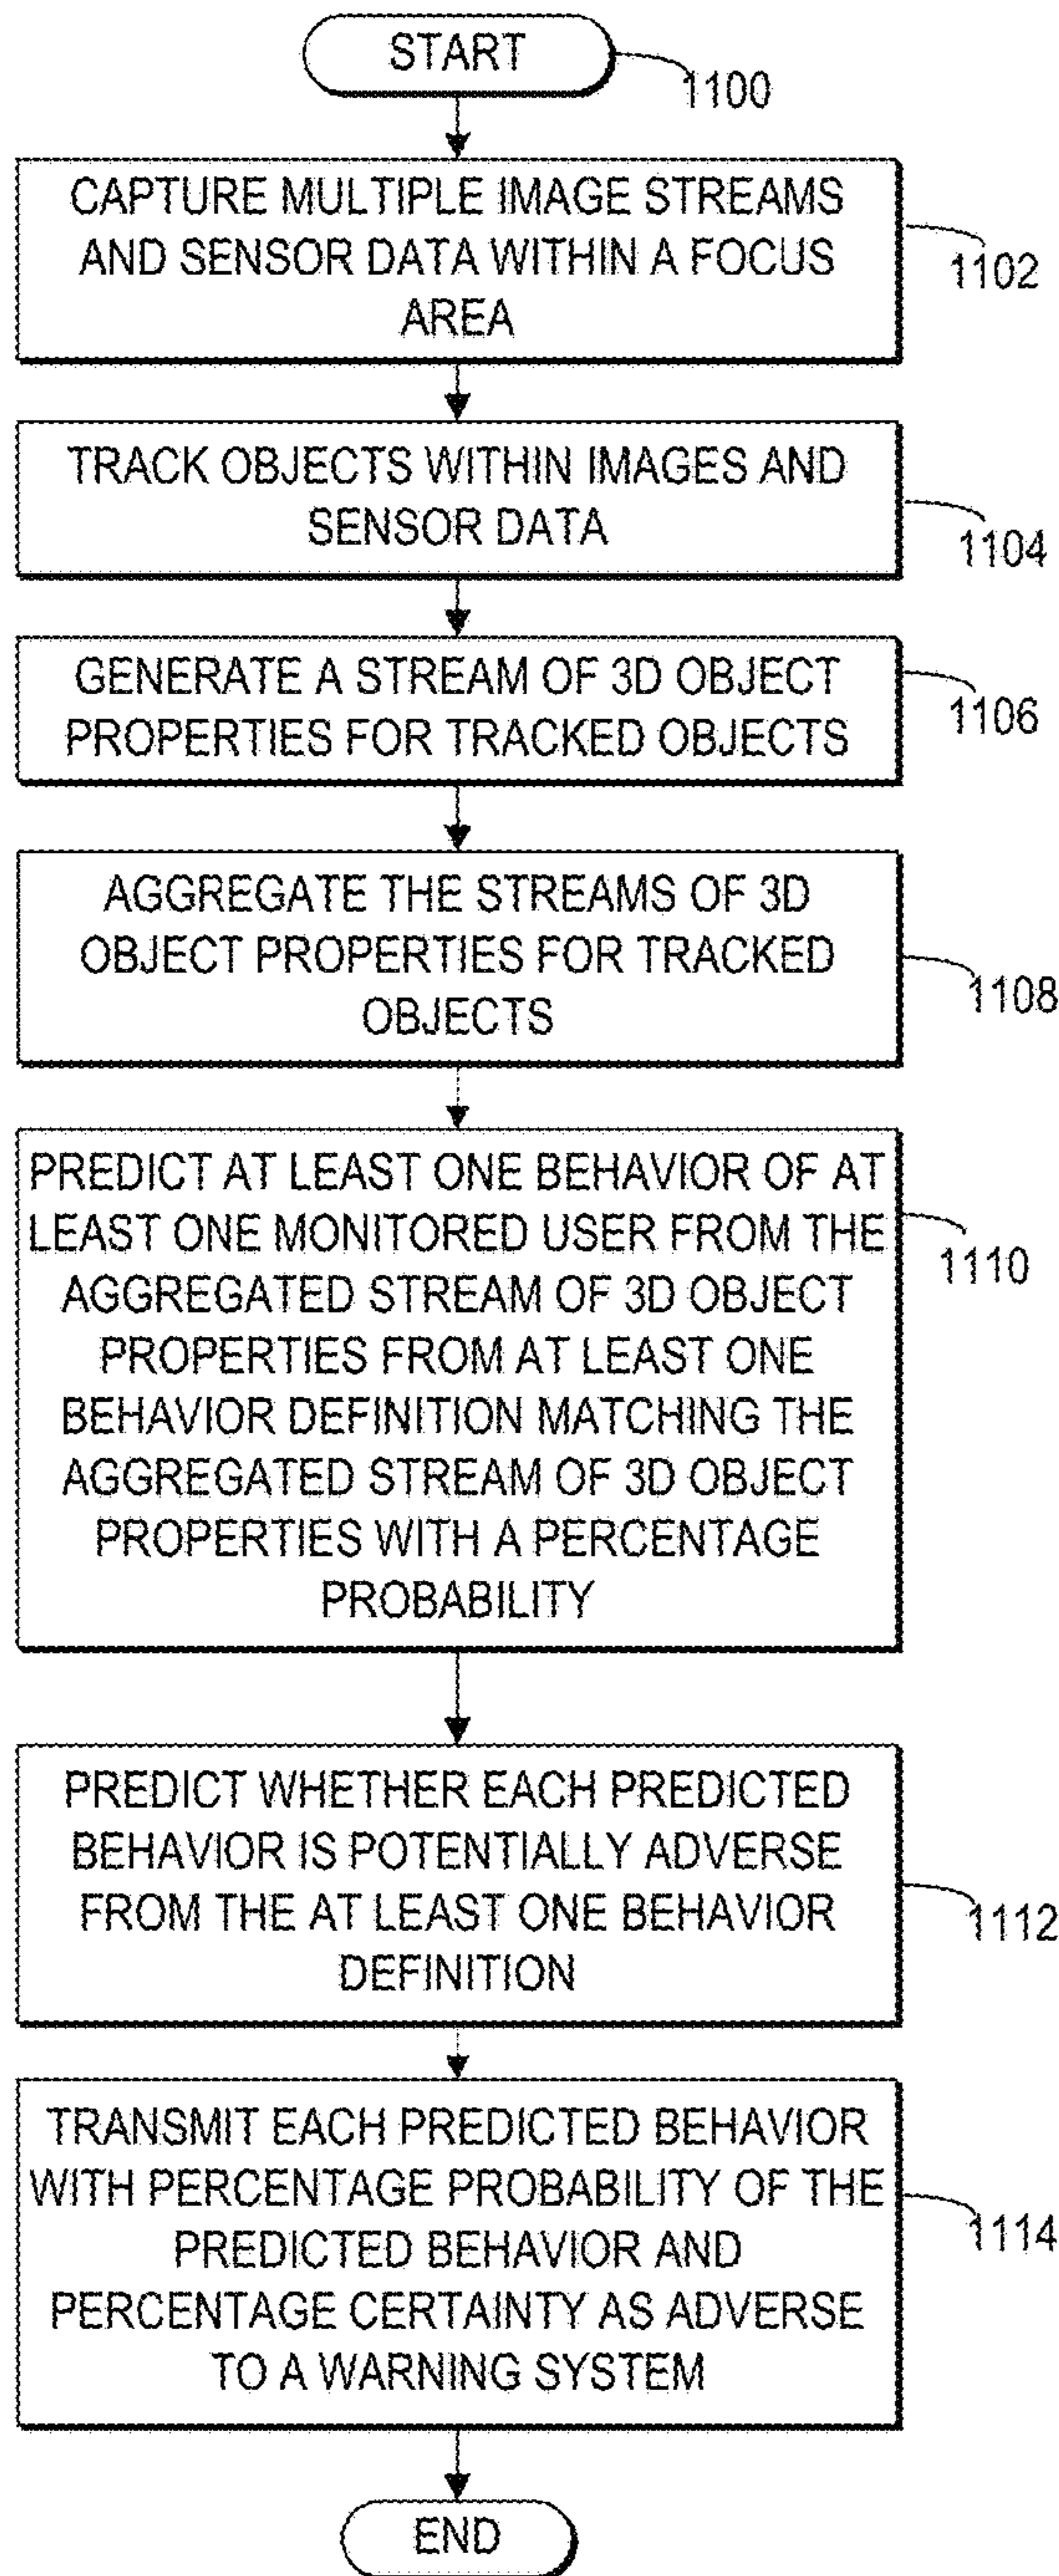 START
1100
CAPTURE MULTIPLE IMAGE STREAMS
AND SENSOR DATA WITHIN A FOCUS
AREA
1102
TRACK OBJECTS WITHIN IMAGES AND
SENSOR DATA
1104
GENERATE A STREAM OF 3D OBJECT
PROPERTIES FOR TRACKED OBJECTS
1106
AGGREGATE THE STREAMS OF 3D
OBJECT PROPERTIES FOR TRACKED
OBJECTS
1108
PREDICT AT LEAST ONE BEHAVIOR OF AT
LEAST ONE MONITORED USER FROM THE
AGGREGATED STREAM OF 3D OBJECT
PROPERTIES FROM AT LEAST ONE
BEHAVIOR DEFINITION MATCHING THE
AGGREGATED STREAM OF 3D OBJECT
PROPERTIES WITH A PERCENTAGE
PROBABILITY
1110
PREDICT WHETHER EACH PREDICTED
BEHAVIOR IS POTENTIALLY ADVERSE
FROM THE AT LEAST ONE BEHAVIOR
DEFINITION
1112
TRANSMIT EACH PREDICTED BEHAVIOR
WITH PERCENTAGE PROBABILITY OF THE
PREDICTED BEHAVIOR AND
PERCENTAGE CERTAINTY AS ADVERSE
TO A WARNING SYSTEM
1114
END